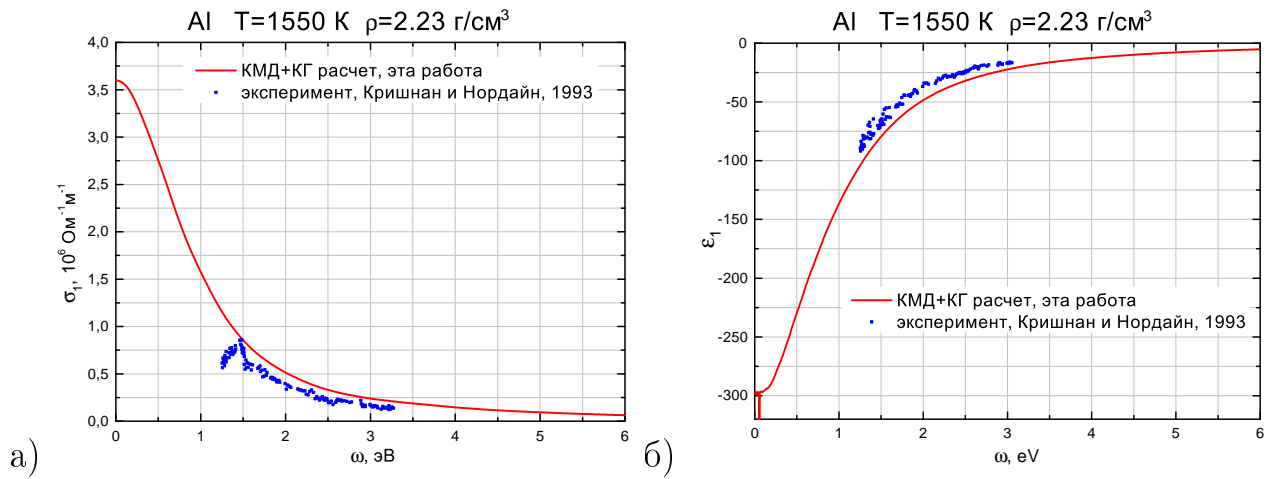 Al T=1550 К ρ=2.23 г/см³
4,0
3,5
3,0
2,5
2,0
1,5
1,0
0,5
0,0
σ₁, 10⁶ Ом⁻¹м⁻¹
КМД+КГ расчет, эта работа
эксперимент, Кришнан и Нордайн, 1993
0 1 2 3 4 5 6
ω, эВ
а)
Al T=1550 К ρ=2.23 г/см³
0
-50
-100
-150
-200
-250
-300
ε₁
КМД+КГ расчет, эта работа
эксперимент, Кришнан и Нордайн, 1993
0 1 2 3 4 5 6
ω, eV
б)